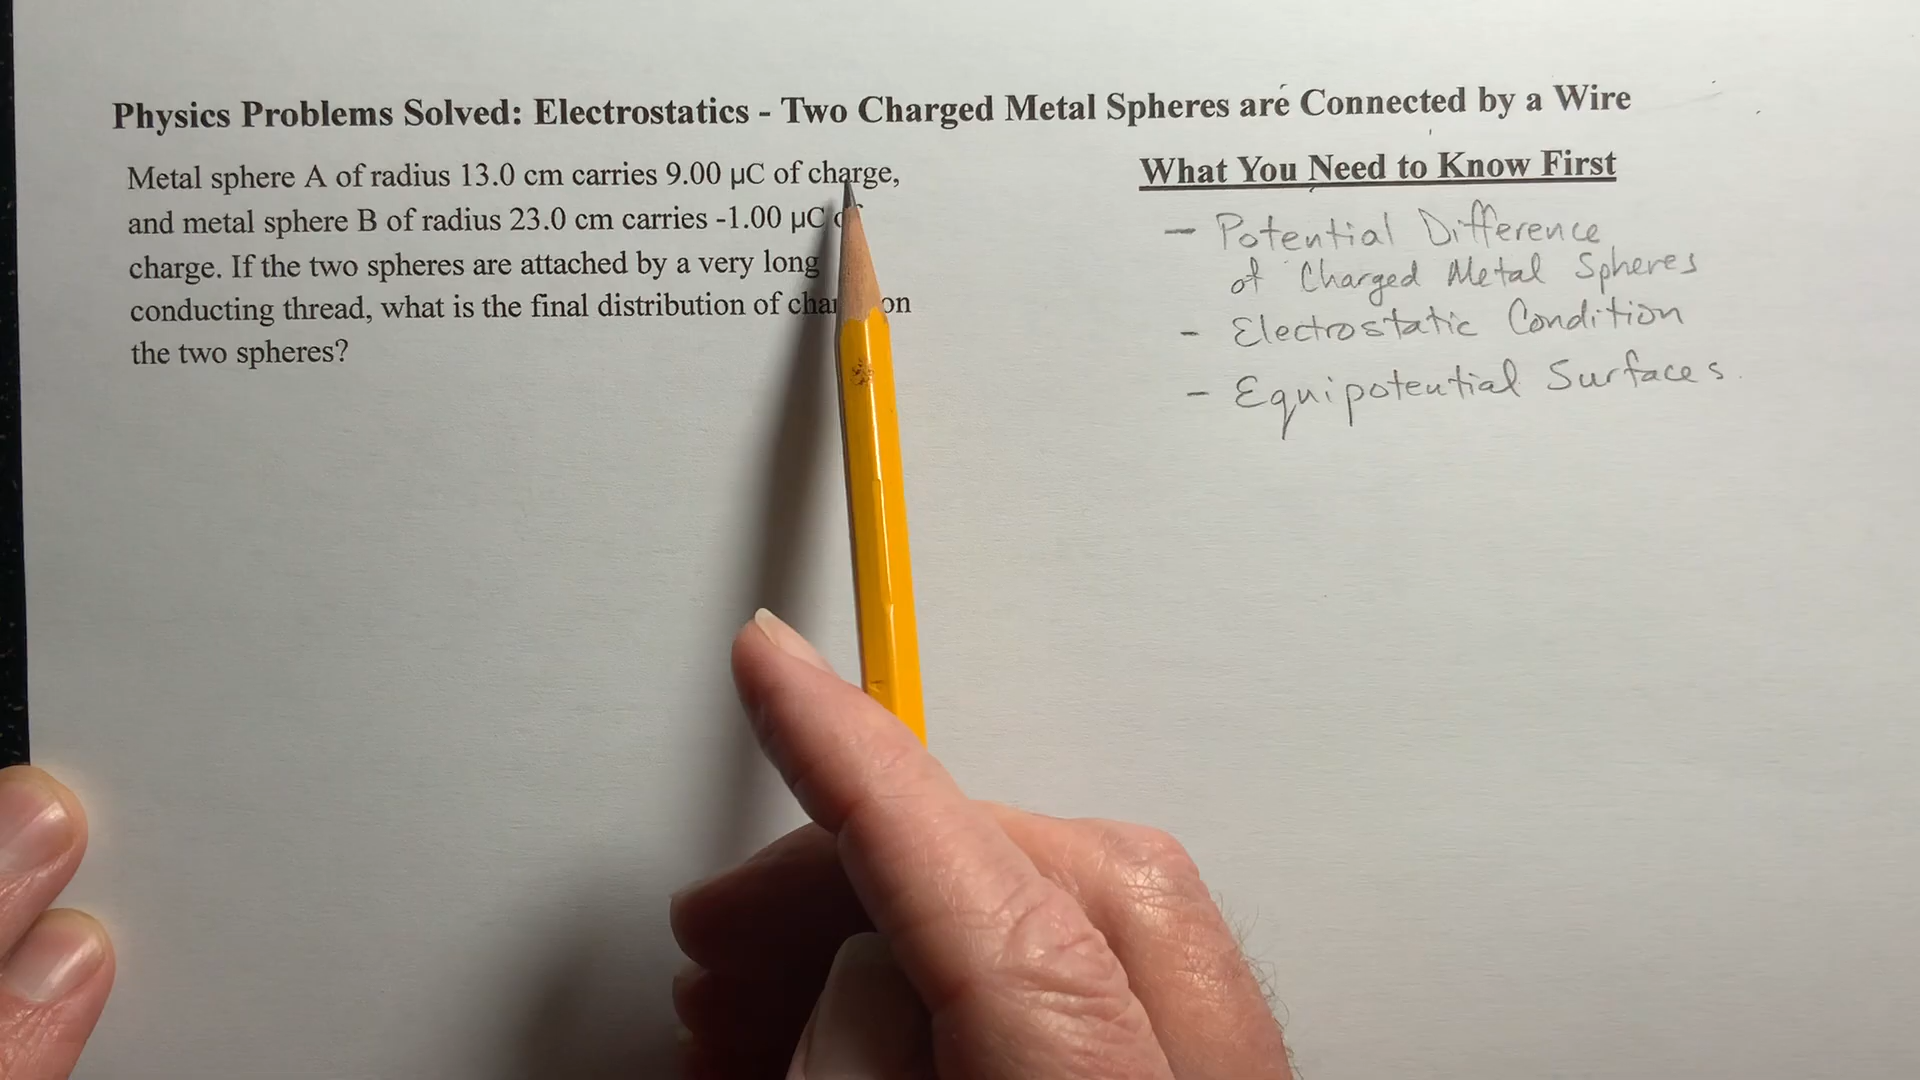 Physics Problems Solved: Electrostatics - Two Charged Metal Spheres are Connected by a Wire
Metal sphere A of radius 13.0 cm carries 9.00 µC of charge,
and metal sphere B of radius 23.0 cm carries -1.00 µC
charge. If the two spheres are attached by a very long
conducting thread, what is the final distribution of on
the two spheres?
What You Need to Know First
- Potential Difference
of Charged Metal Spheres
- Electrostatic Condition
- Equipotential Surfaces